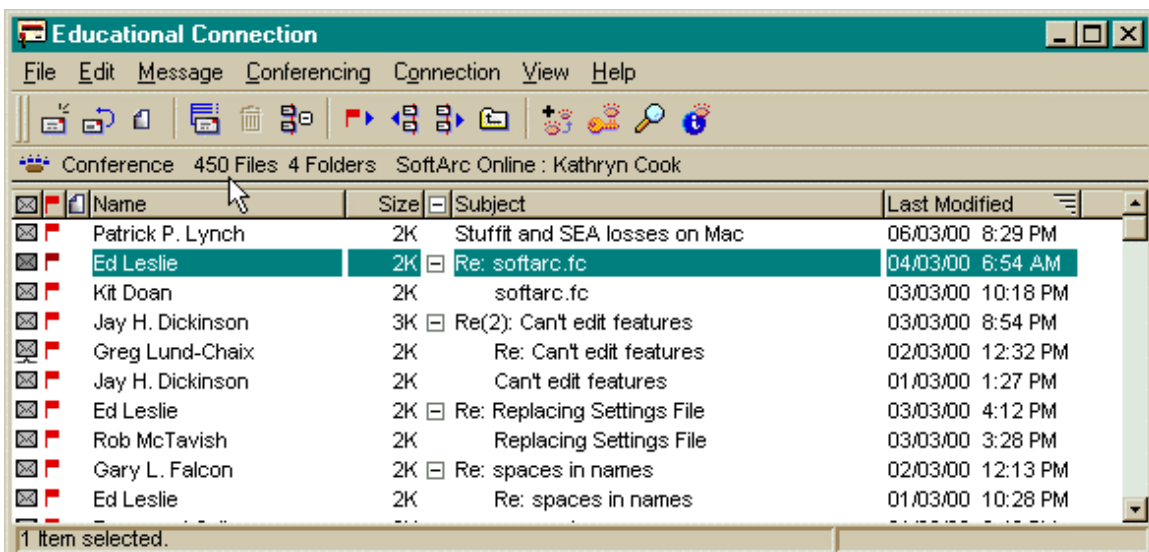 Educational Connection
File Edit Message Conferencing Connection View Help
Conference 450 Files 4 Folders SoftArc Online : Kathryn Cook
Name Size Subject Last Modified
Patrick P. Lynch 2K Stuffit and SEA losses on Mac 06/03/00 8:29 PM
Ed Leslie 2K Re: softarc.fc 04/03/00 6:54 AM
Kit Doan 2K softarc.fc 03/03/00 10:18 PM
Jay H. Dickinson 3K Re(2): Can't edit features 03/03/00 8:54 PM
Greg Lund-Chaix 2K Re: Can't edit features 02/03/00 12:32 PM
Jay H. Dickinson 2K Can't edit features 01/03/00 1:27 PM
Ed Leslie 2K Re: Replacing Settings File 03/03/00 4:12 PM
Rob McTavish 2K Replacing Settings File 03/03/00 3:28 PM
Gary L. Falcon 2K Re: spaces in names 02/03/00 12:13 PM
Ed Leslie 2K Re: spaces in names 01/03/00 10:28 PM
1 Item selected.